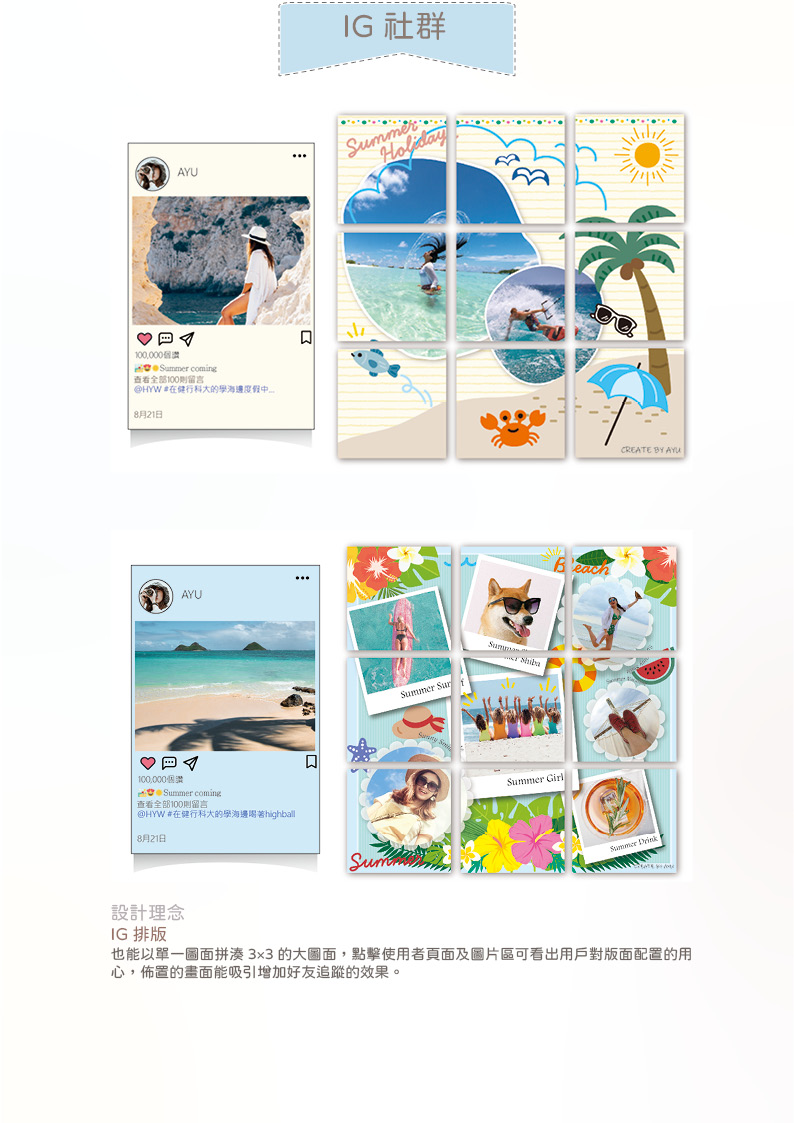 IG 社群
AYU
100,000個讚
Summer coming
查看全部100則留言
@HYW #在健行科大的學海邊度假中...
8月21日
Summer
Holiday
CREATE BY AYU
AYU
100,000個讚
Summer coming
查看全部100則留言
@HYW #在健行科大的學海邊喝著highball
8月21日
Beach
Summer
Summer Shiba
Summer Surf
Summer Girl
Summer
Summer Drink
CREATE BY AYU
設計理念
IG 排版
也能以單一圖面拼湊 3×3 的大圖面，點擊使用者頁面及圖片區可看出用戶對版面配置的用
心，佈置的畫面能吸引增加好友追蹤的效果。